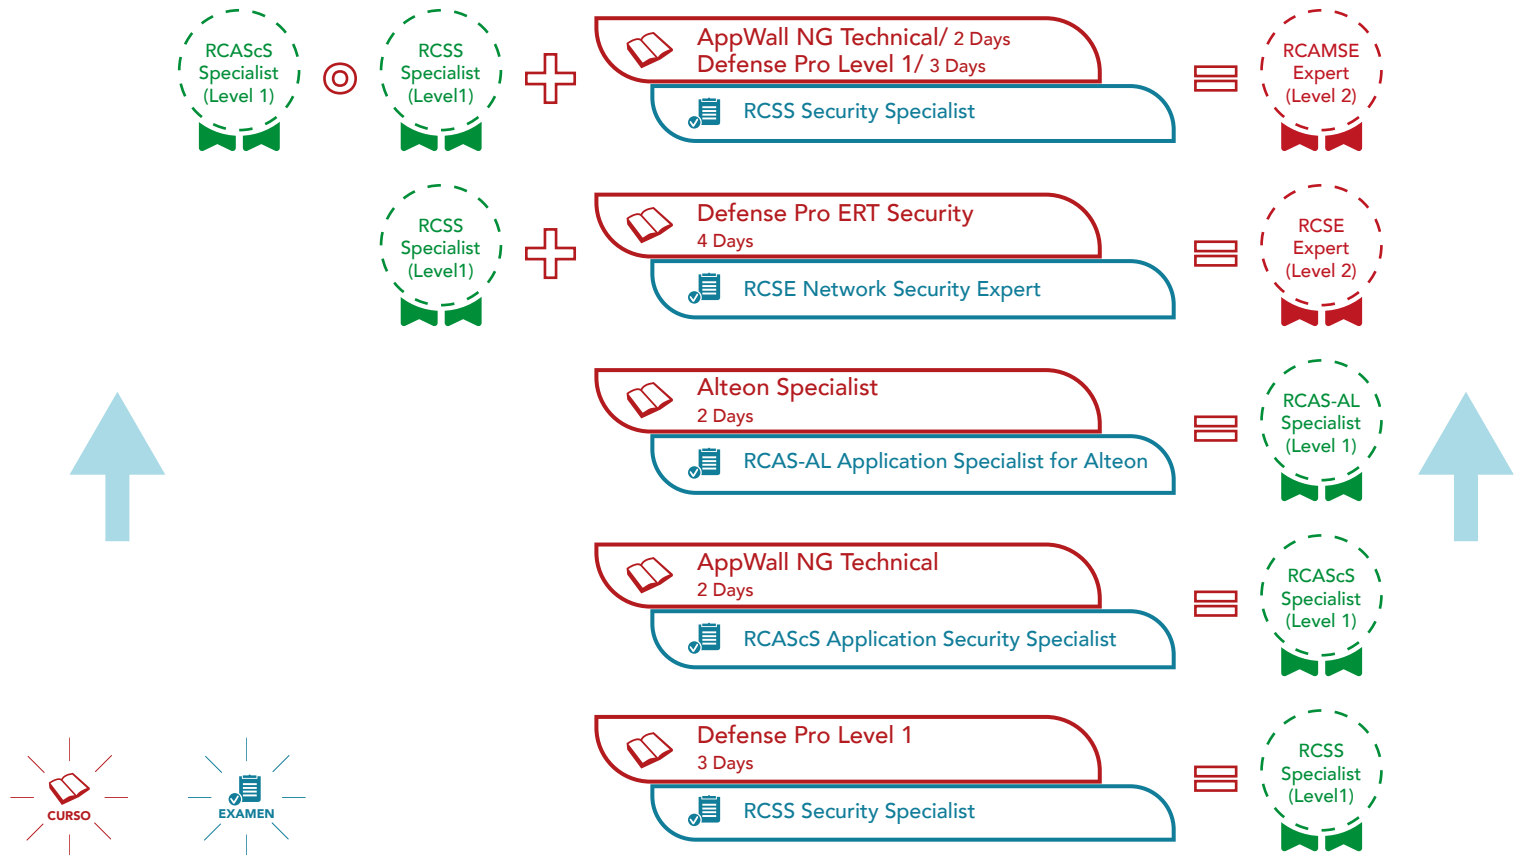 RCAScS
Specialist
(Level 1)
RCSS
Specialist
(Level1)
AppWall NG Technical/ 2 Days
Defense Pro Level 1/ 3 Days
RCSS Security Specialist
RCAMSE
Expert
(Level 2)
RCSS
Specialist
(Level1)
Defense Pro ERT Security
4 Days
RCSE Network Security Expert
RCSE
Expert
(Level 2)
Alteon Specialist
2 Days
RCAS-AL Application Specialist for Alteon
RCAS-AL
Specialist
(Level 1)
AppWall NG Technical
2 Days
RCAScS Application Security Specialist
RCAScS
Specialist
(Level 1)
Defense Pro Level 1
3 Days
RCSS Security Specialist
RCSS
Specialist
(Level1)
CURSO
EXAMEN